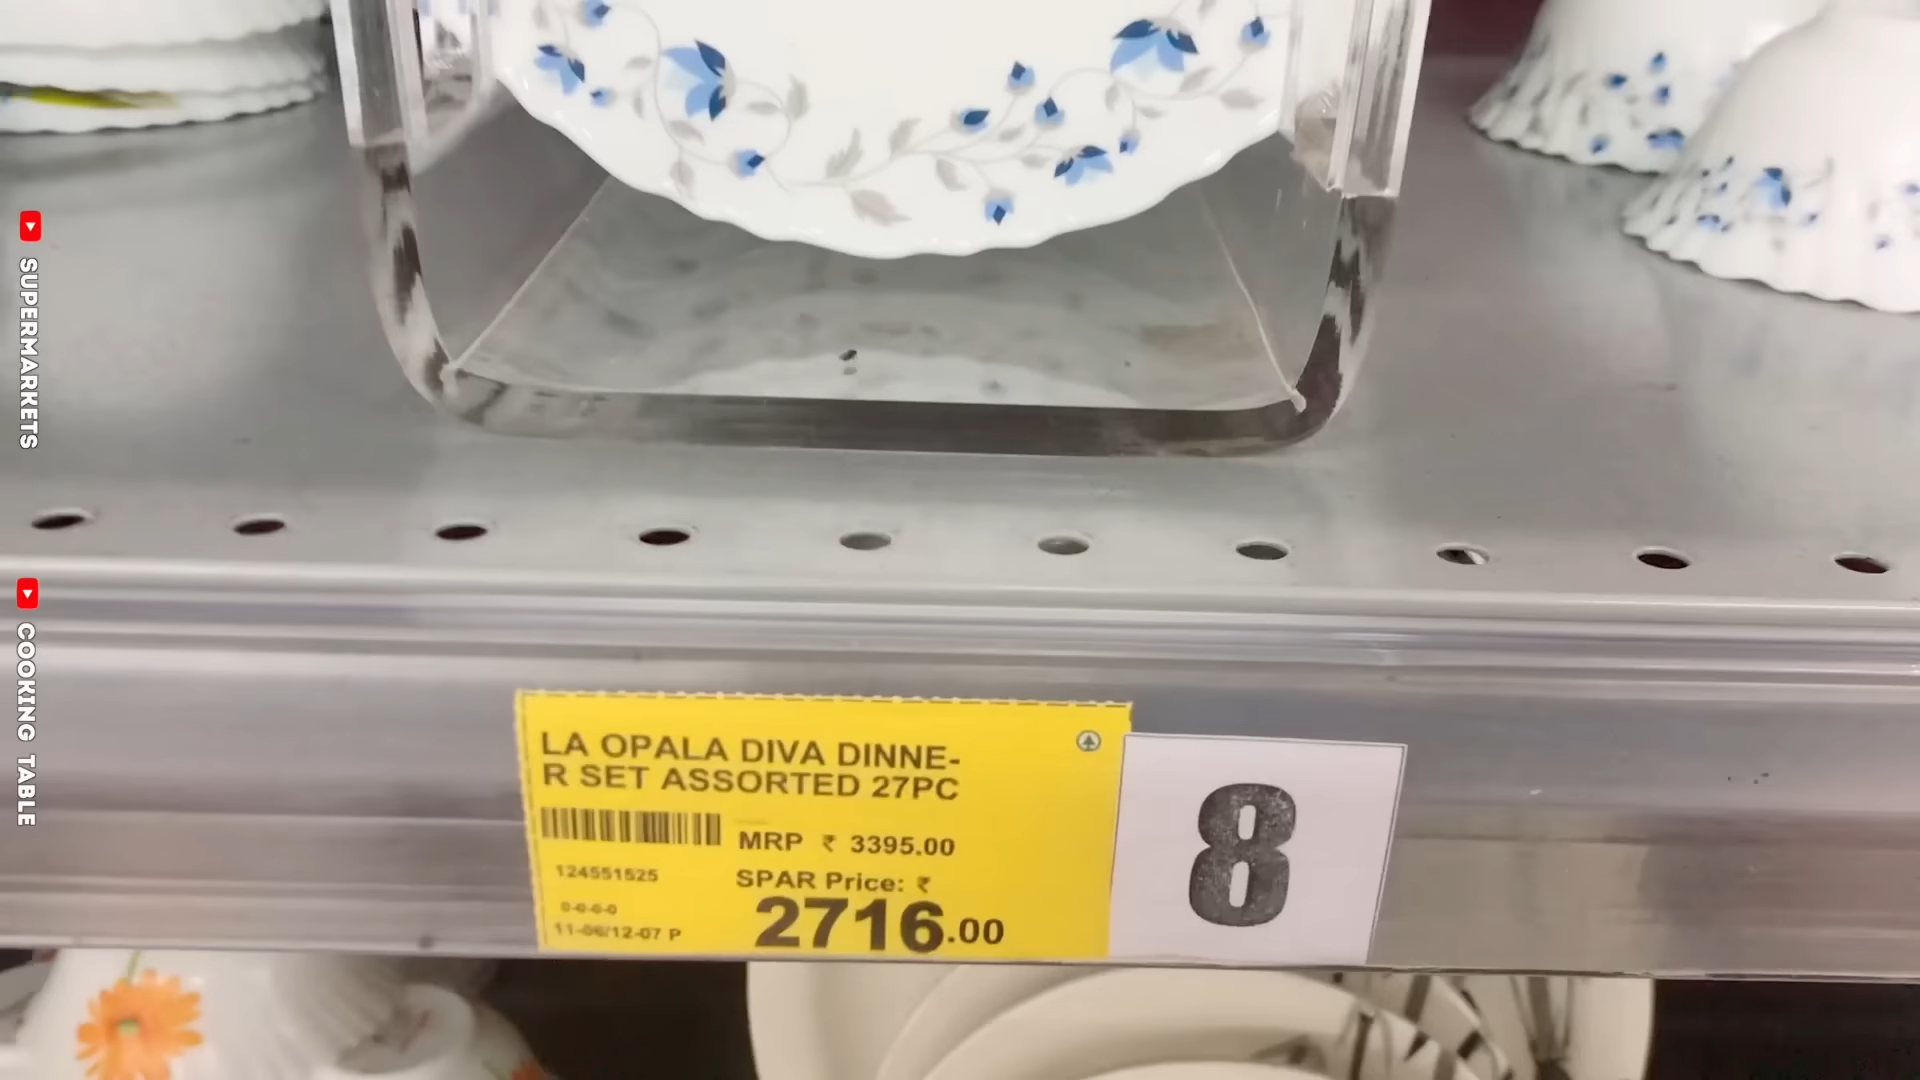 SUPERMARKETS
COOKING TABLE
LA OPALA DIVA DINNE-
R SET ASSORTED 27PC
MRP ₹ 3395.00
124551525
SPAR Price: ₹
0-0-0-0
2716.00
11-06/12-07 P
8